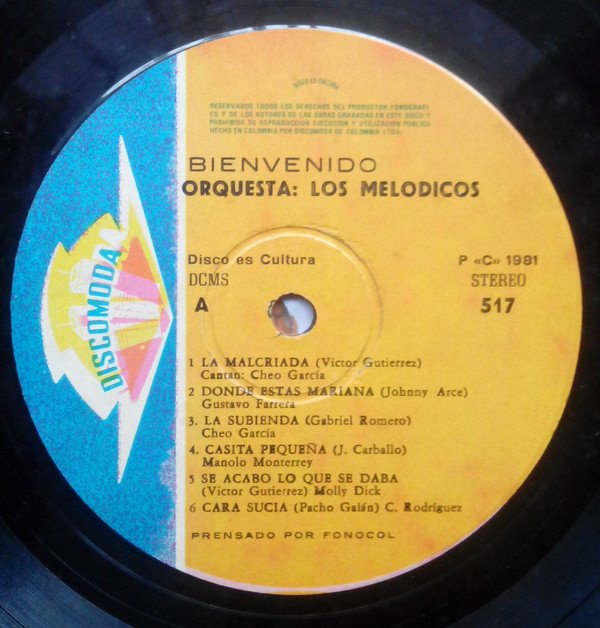 DISCO ES CULTURA
RESERVADOS TODOS LOS DERECHOS DEL PRODUCTOR FONOGRAFI-
CO Y DE LOS AUTORES DE LAS OBRAS GRABADAS EN ESTE DISCO Y
PROHIBIDA SU REPRODUCCION EJECUCION Y UTILIZACION PUBLICA
HECHO EN COLOMBIA POR DISCOMODA DE COLOMBIA LTDA.
BIENVENIDO
ORQUESTA: LOS MELODICOS
DISCOMODA
Disco es Cultura P «C» 1981
DCMS STEREO
A 517
1 LA MALCRIADA (Victor Gutierrez)
Cantan: Cheo García
2 DONDE ESTAS MARIANA (Johnny Arce)
Gustavo Farrera
3. LA SUBIENDA (Gabriel Romero)
Cheo García
4. CASITA PEQUEÑA (J. Carballo)
Manolo Monterrey
5 SE ACABO LO QUE SE DABA
(Victor Gutierrez) Molly Dick
6 CARA SUCIA (Pacho Galán) C. Rodríguez
PRENSADO POR FONOCOL